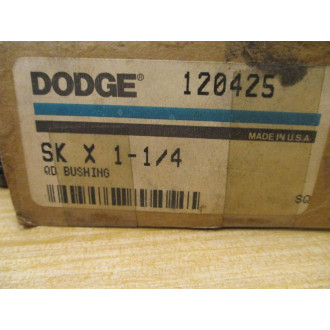 DODGE® 120425
MADE IN U.S.A.
SK X 1-1/4
QD BUSHING